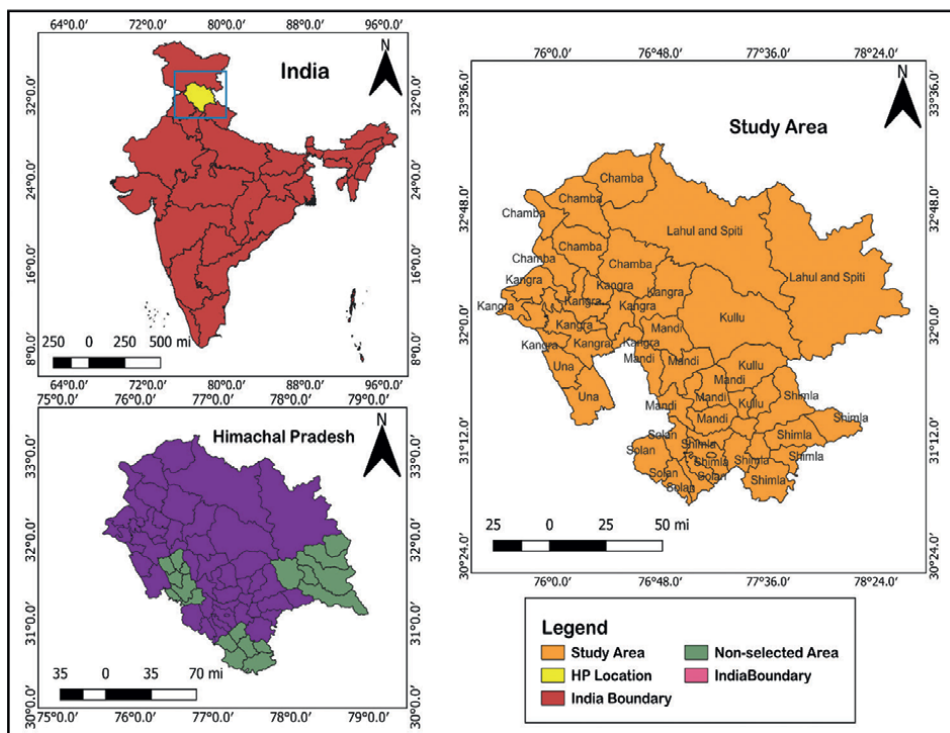 64°0.0' 72°0.0' 80°0.0' 88°0.0' 96°0.0'
India
N
32°0.0' 32°0.0'
24°0.0' 24°0.0'
16°0.0' 16°0.0'
8°0.0' 8°0.0'
250 0 250 500 mi
64°0.0' 72°0.0' 80°0.0' 88°0.0' 96°0.0'
75°0.0' 76°0.0' 77°0.0' 78°0.0' 79°0.0'
Himachal Pradesh
N
33°0.0' 33°0.0'
32°0.0' 32°0.0'
31°0.0' 31°0.0'
30°0.0' 30°0.0'
35 0 35 70 mi
75°0.0' 76°0.0' 77°0.0' 78°0.0' 79°0.0'
76°0.0' 76°48.0' 77°36.0' 78°24.0'
N
Study Area
33°36.0' 33°36.0'
32°48.0' 32°48.0'
32°0.0' 32°0.0'
31°12.0' 31°12.0'
30°24.0' 30°24.0'
Chamba
Chamba
Chamba
Lahul and Spiti
Chamba
Chamba
Chamba
Lahul and Spiti
Kangra
Kangra
Kangra
Kangra
Kangra
Kangra
Kullu
Kangra
Mandi
Kangra
Kangra
Kangra
Mandi
Mandi
Una
Kullu
Mandi
Una
Mandi
Kullu
Shimla
Mandi
Mandi
Shimla
Solan
Shimla
Shimla
Solan
Shimla
Shimla
Shimla
Solan
Solan
Shimla
Solan
25 0 25 50 mi
76°0.0' 76°48.0' 77°36.0' 78°24.0'
Legend
Study Area Non-selected Area
HP Location IndiaBoundary
India Boundary